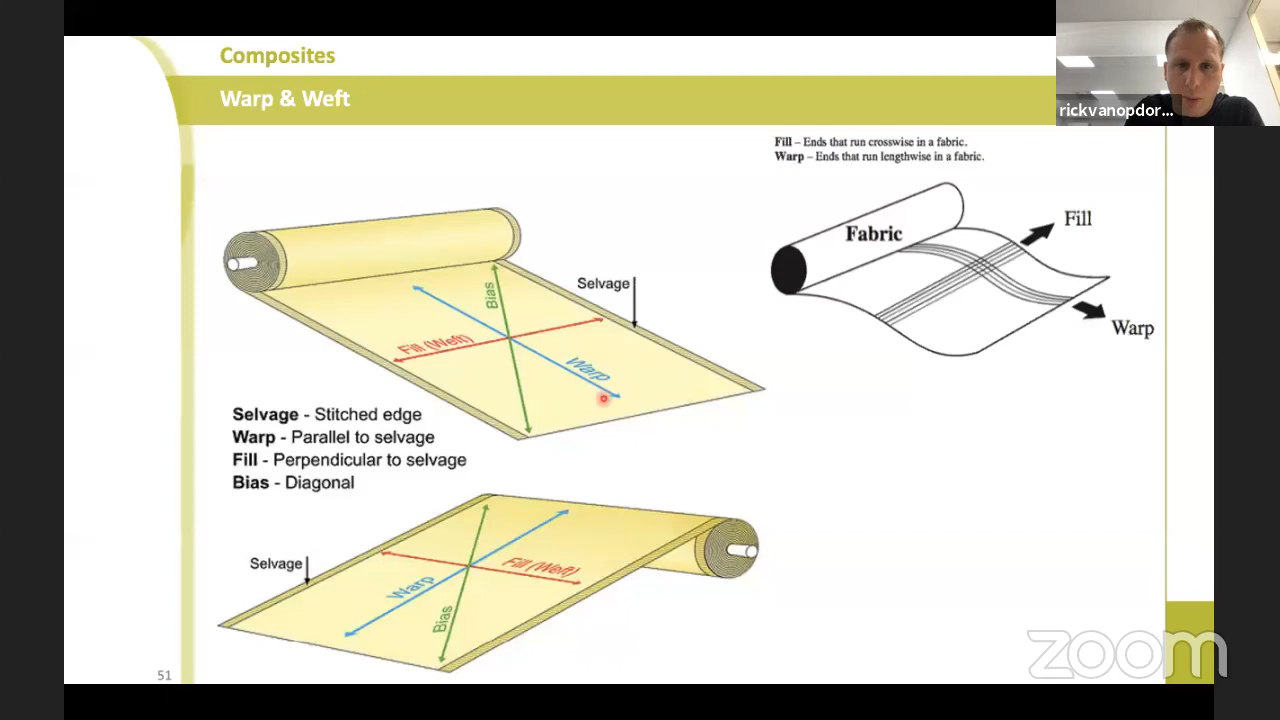 Composites
Warp & Weft
rickvanopdor...
Fill – Ends that run crosswise in a fabric.
Warp – Ends that run lengthwise in a fabric.
Fabric
Fill
Warp
Selvage
Bias
Fill (Weft)
Warp
Selvage - Stitched edge
Warp - Parallel to selvage
Fill - Perpendicular to selvage
Bias - Diagonal
Selvage
Warp
Fill (Weft)
Bias
51
zoom